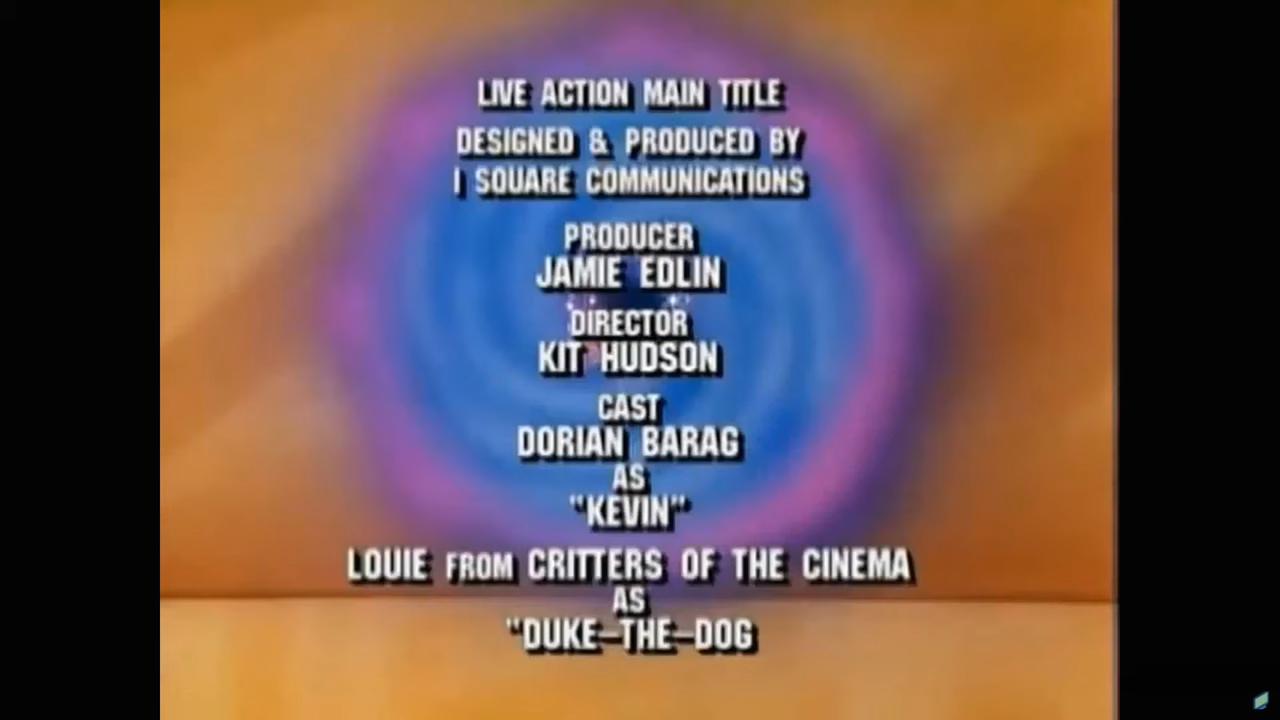 LIVE ACTION MAIN TITLE
DESIGNED & PRODUCED BY
I SQUARE COMMUNICATIONS
PRODUCER
JAMIE EDLIN
DIRECTOR
KIT HUDSON
CAST
DORIAN BARAG
AS
"KEVIN"
LOUIE FROM CRITTERS OF THE CINEMA
AS
"DUKE-THE-DOG